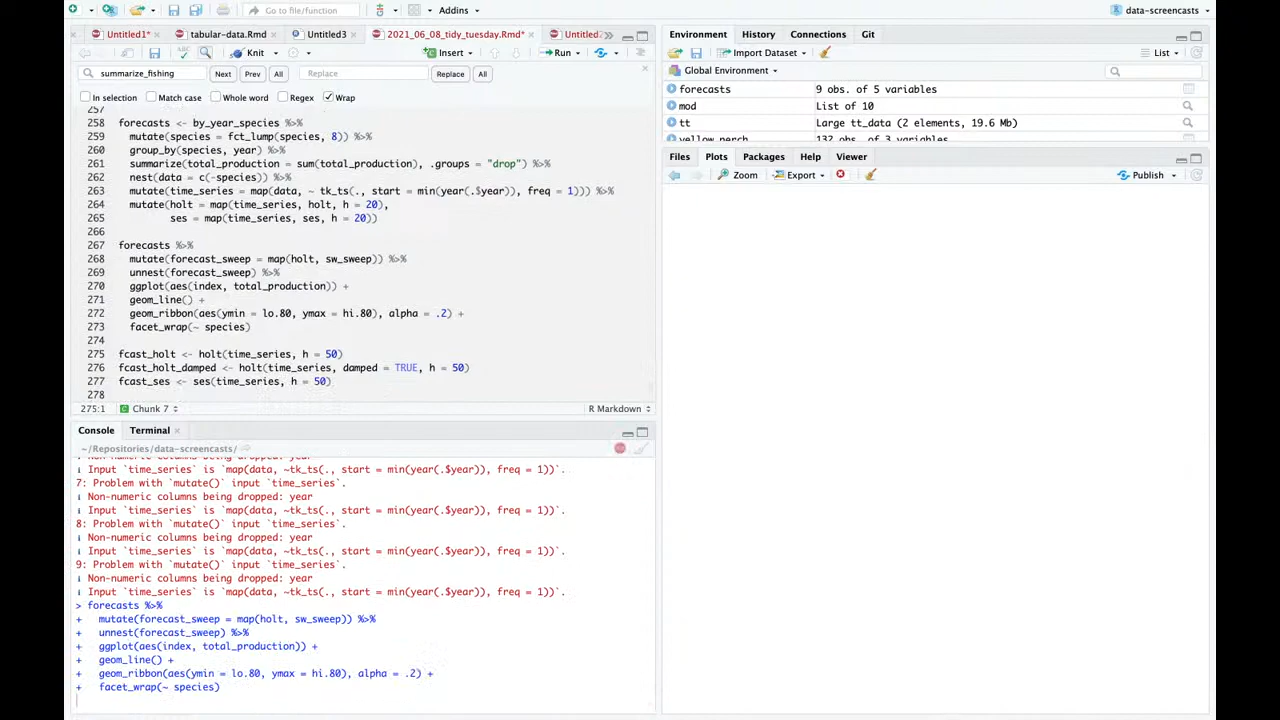 Go to file/function
Addins
data-screencasts
Untitled1*
tabular-data.Rmd
Untitled3
2021_06_08_tidy_tuesday.Rmd*
Untitled
Knit
Insert
Run
summarize_fishing
Next
Prev
All
Replace
Replace
All
In selection
Match case
Whole word
Regex
Wrap
257
258 forecasts <- by_year_species %>%
259 mutate(species = fct_lump(species, 8)) %>%
260 group_by(species, year) %>%
261 summarize(total_production = sum(total_production), .groups = "drop") %>%
262 nest(data = c(-species)) %>%
263 mutate(time_series = map(data, ~ tk_ts(., start = min(year(.$year)), freq = 1))) %>%
264 mutate(holt = map(time_series, holt, h = 20),
265 ses = map(time_series, ses, h = 20))
266
267 forecasts %>%
268 mutate(forecast_sweep = map(holt, sw_sweep)) %>%
269 unnest(forecast_sweep) %>%
270 ggplot(aes(index, total_production)) +
271 geom_line() +
272 geom_ribbon(aes(ymin = lo.80, ymax = hi.80), alpha = .2) +
273 facet_wrap(~ species)
274
275 fcast_holt <- holt(time_series, h = 50)
276 fcast_holt_damped <- holt(time_series, damped = TRUE, h = 50)
277 fcast_ses <- ses(time_series, h = 50)
278
275:1 Chunk 7 R Markdown
Console Terminal
~/Repositories/data-screencasts/
i Non-numeric columns being dropped: year
i Input `time_series` is `map(data, ~tk_ts(., start = min(year(.$year)), freq = 1))`.
7: Problem with `mutate()` input `time_series`.
i Non-numeric columns being dropped: year
i Input `time_series` is `map(data, ~tk_ts(., start = min(year(.$year)), freq = 1))`.
8: Problem with `mutate()` input `time_series`.
i Non-numeric columns being dropped: year
i Input `time_series` is `map(data, ~tk_ts(., start = min(year(.$year)), freq = 1))`.
9: Problem with `mutate()` input `time_series`.
i Non-numeric columns being dropped: year
i Input `time_series` is `map(data, ~tk_ts(., start = min(year(.$year)), freq = 1))`.
> forecasts %>%
+ mutate(forecast_sweep = map(holt, sw_sweep)) %>%
+ unnest(forecast_sweep) %>%
+ ggplot(aes(index, total_production)) +
+ geom_line() +
+ geom_ribbon(aes(ymin = lo.80, ymax = hi.80), alpha = .2) +
+ facet_wrap(~ species)
Environment History Connections Git
Import Dataset
List
Global Environment
forecasts 9 obs. of 5 variables
mod List of 10
tt Large tt_data (2 elements, 19.6 Mb)
yellow_perch 132 obs. of 3 variables
Files Plots Packages Help Viewer
Zoom
Export
Publish